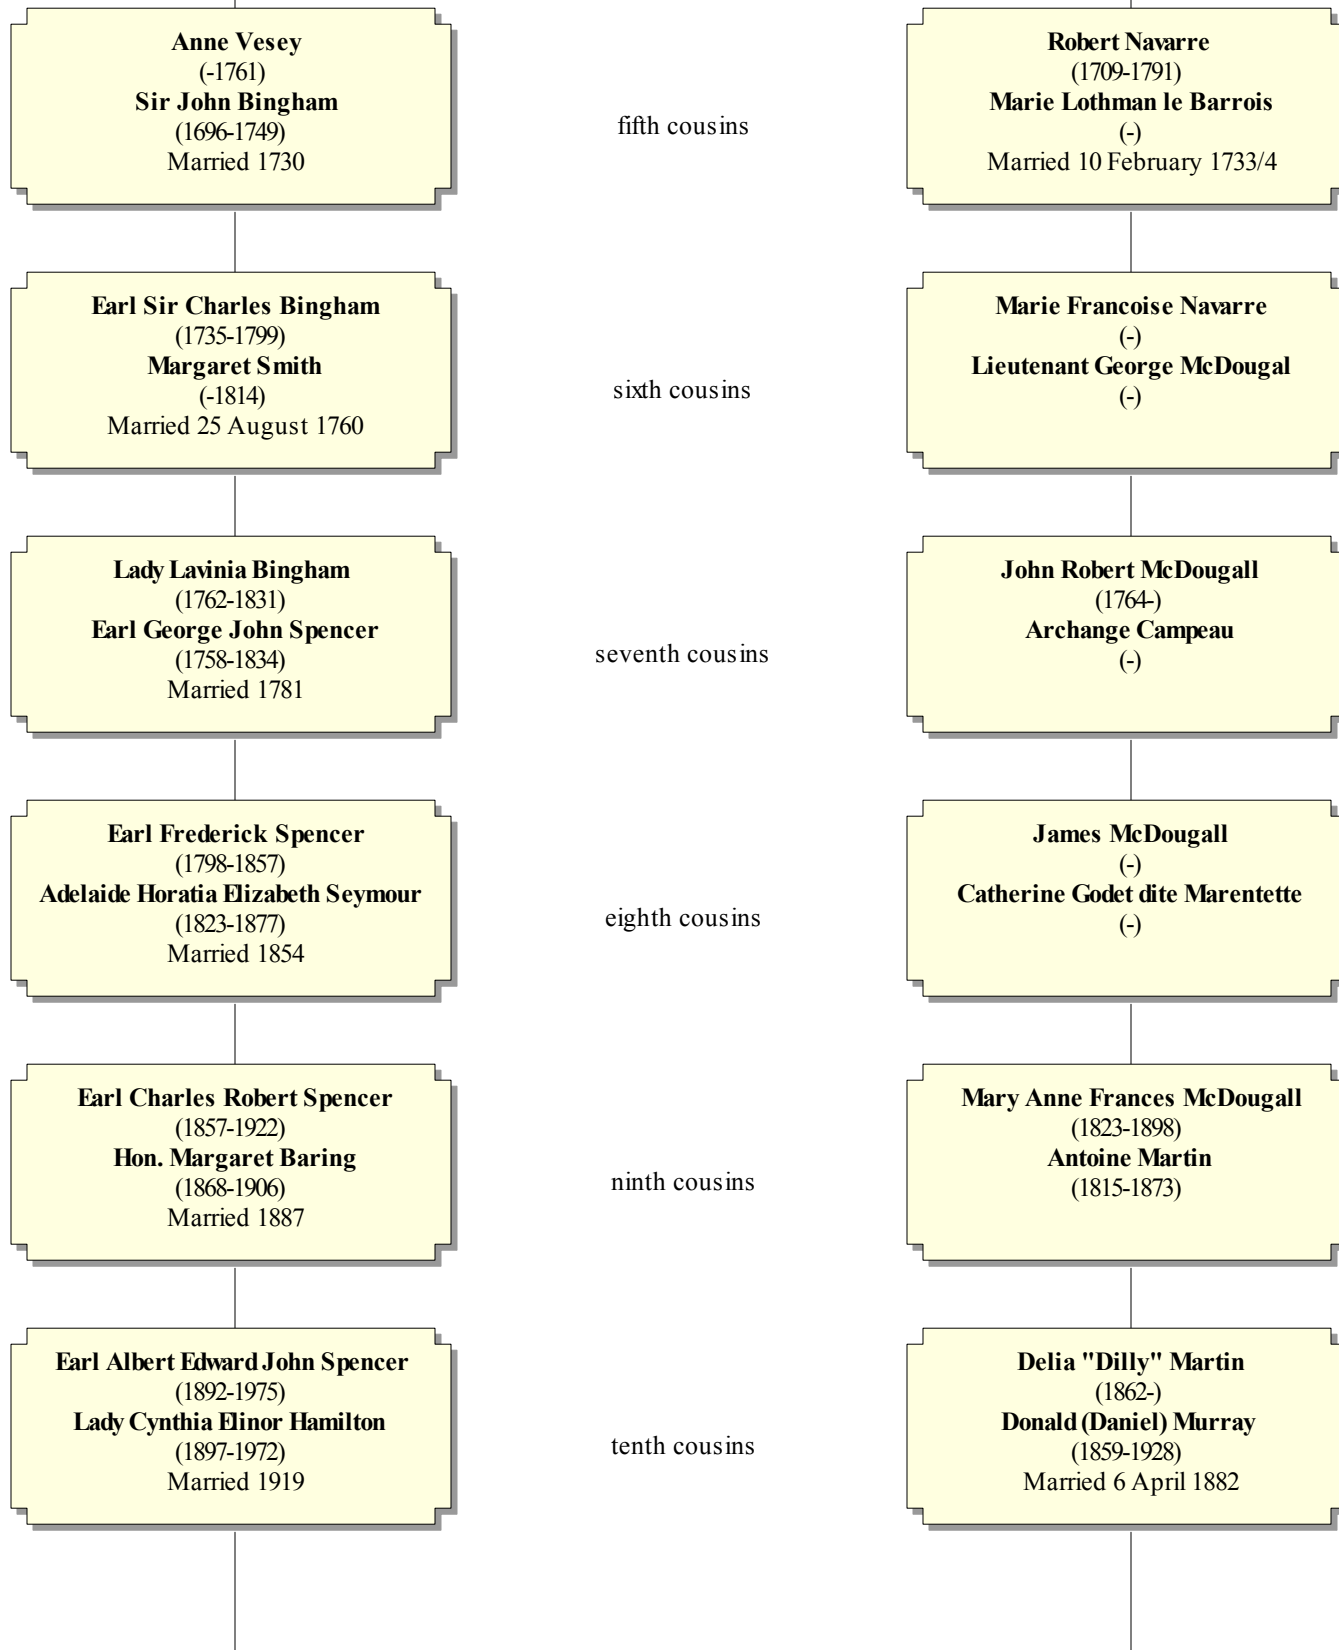 Anne Vesey
(-1761)
Sir John Bingham
(1696-1749)
Married 1730
fifth cousins
Robert Navarre
(1709-1791)
Marie Lothman le Barrois
(-)
Married 10 February 1733/4
Earl Sir Charles Bingham
(1735-1799)
Margaret Smith
(-1814)
Married 25 August 1760
sixth cousins
Marie Francoise Navarre
(-)
Lieutenant George McDougal
(-)
Lady Lavinia Bingham
(1762-1831)
Earl George John Spencer
(1758-1834)
Married 1781
seventh cousins
John Robert McDougall
(1764-)
Archange Campeau
(-)
Earl Frederick Spencer
(1798-1857)
Adelaide Horatia Elizabeth Seymour
(1823-1877)
Married 1854
eighth cousins
James McDougall
(-)
Catherine Godet dite Marentette
(-)
Earl Charles Robert Spencer
(1857-1922)
Hon. Margaret Baring
(1868-1906)
Married 1887
ninth cousins
Mary Anne Frances McDougall
(1823-1898)
Antoine Martin
(1815-1873)
Earl Albert Edward John Spencer
(1892-1975)
Lady Cynthia Elinor Hamilton
(1897-1972)
Married 1919
tenth cousins
Delia "Dilly" Martin
(1862-)
Donald (Daniel) Murray
(1859-1928)
Married 6 April 1882